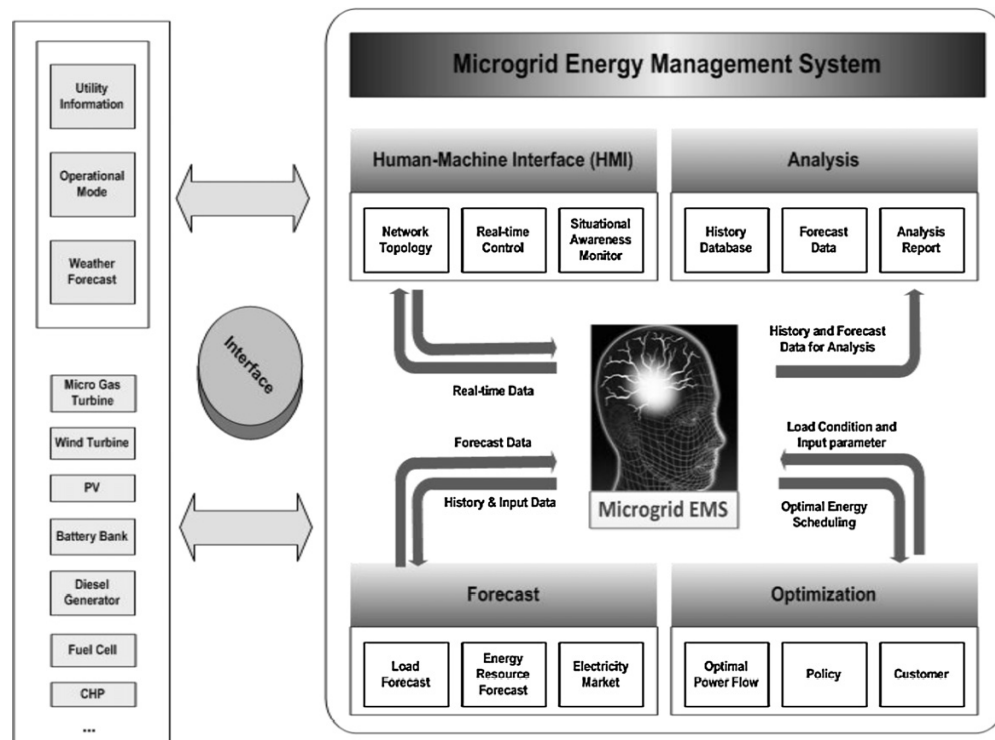 Utility
Information
Operational
Mode
Weather
Forecast
Micro Gas
Turbine
Wind Turbine
PV
Battery Bank
Diesel
Generator
Fuel Cell
CHP
...
Interface
Microgrid Energy Management System
Human-Machine Interface (HMI)
Network
Topology
Real-time
Control
Situational
Awareness
Monitor
Analysis
History
Database
Forecast
Data
Analysis
Report
Real-time Data
History and Forecast
Data for Analysis
Forecast Data
History & Input Data
Microgrid EMS
Load Condition and
Input parameter
Optimal Energy
Scheduling
Forecast
Load
Forecast
Energy
Resource
Forecast
Electricity
Market
Optimization
Optimal
Power Flow
Policy
Customer